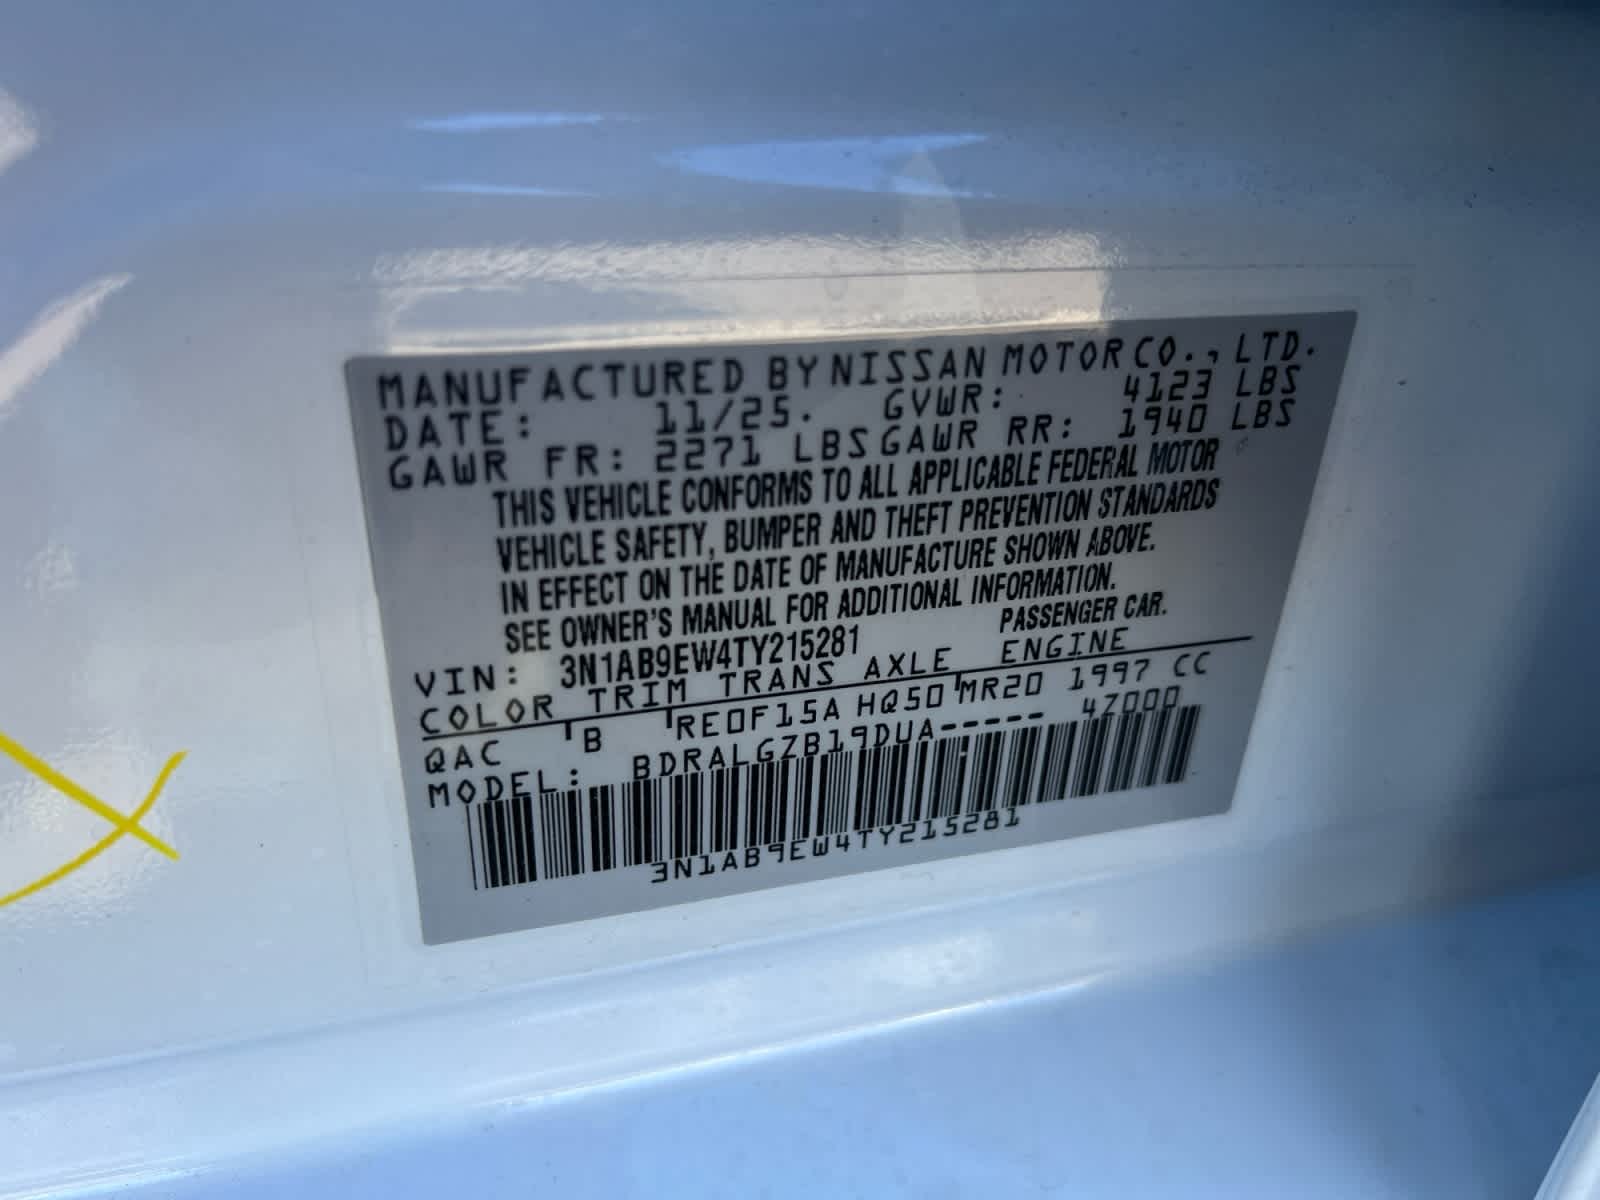 MANUFACTURED BY NISSAN MOTOR CO., LTD.
DATE: 11/25. GVWR: 4123 LBS
GAWR FR: 2271 LBS GAWR RR: 1940 LBS
THIS VEHICLE CONFORMS TO ALL APPLICABLE FEDERAL MOTOR
VEHICLE SAFETY, BUMPER AND THEFT PREVENTION STANDARDS
IN EFFECT ON THE DATE OF MANUFACTURE SHOWN ABOVE.
SEE OWNER'S MANUAL FOR ADDITIONAL INFORMATION.
PASSENGER CAR.
VIN: 3N1AB9EW4TY215281
COLOR TRIM TRANS AXLE ENGINE
QAC B RE0F15A HQ50 MR20 1997 CC
MODEL: BDRALGZB19DUA----- 4Z000
3N1AB9EW4TY215281